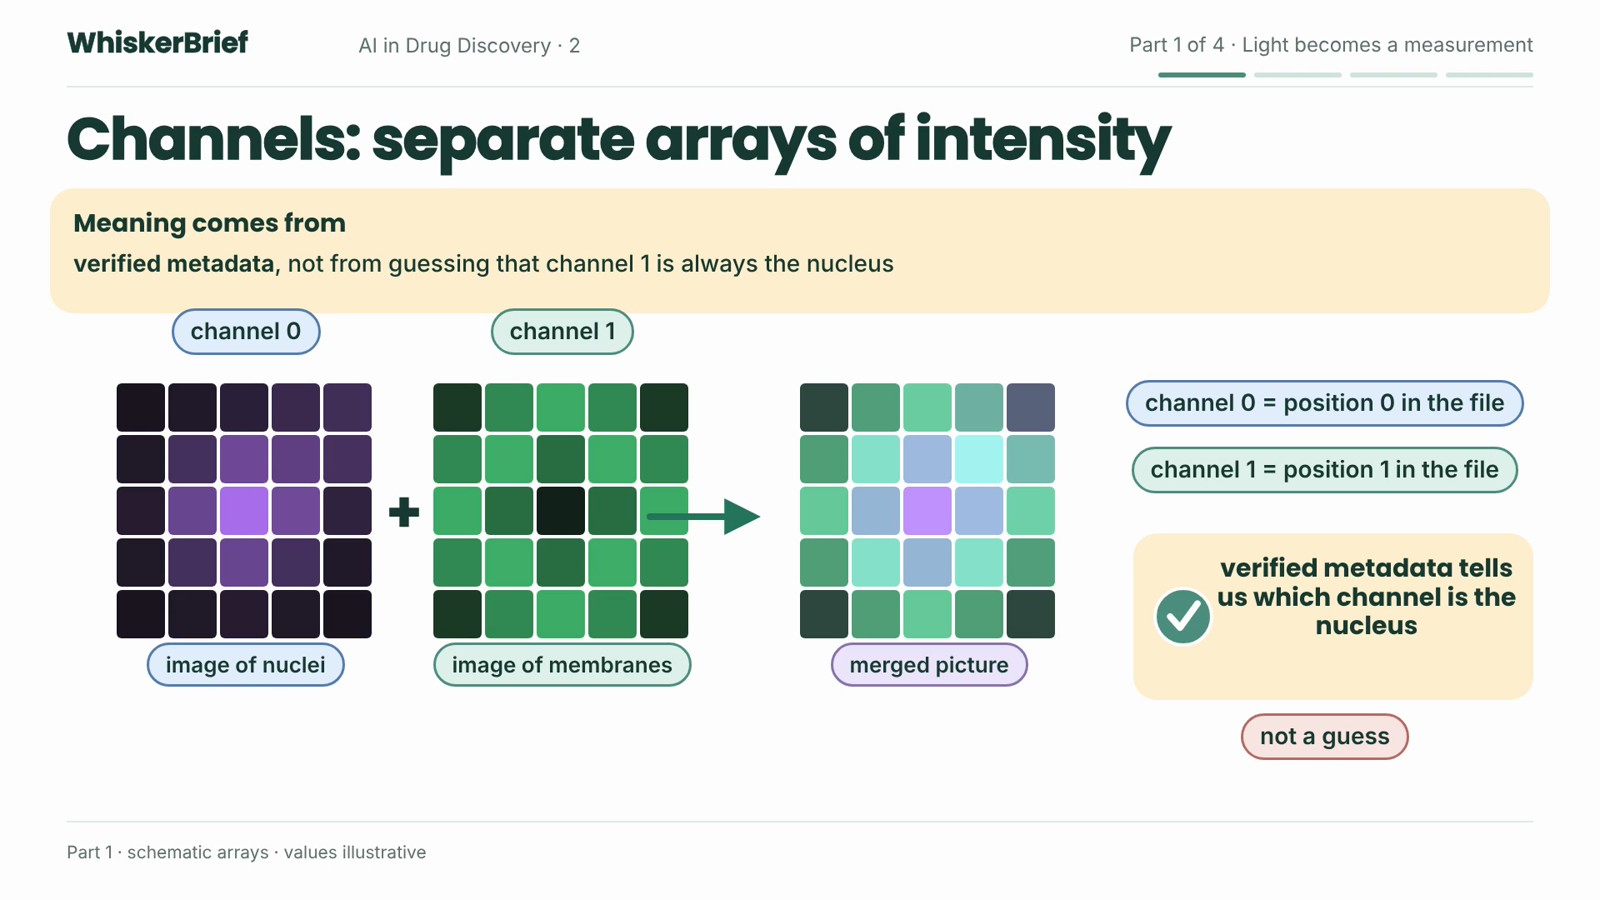 WhiskerBrief
AI in Drug Discovery · 2
Part 1 of 4 · Light becomes a measurement
Channels: separate arrays of intensity
Meaning comes from
verified metadata, not from guessing that channel 1 is always the nucleus
channel 0
channel 1
channel 0 = position 0 in the file
channel 1 = position 1 in the file
+
verified metadata tells
us which channel is the
nucleus
image of nuclei
image of membranes
merged picture
not a guess
Part 1 · schematic arrays · values illustrative